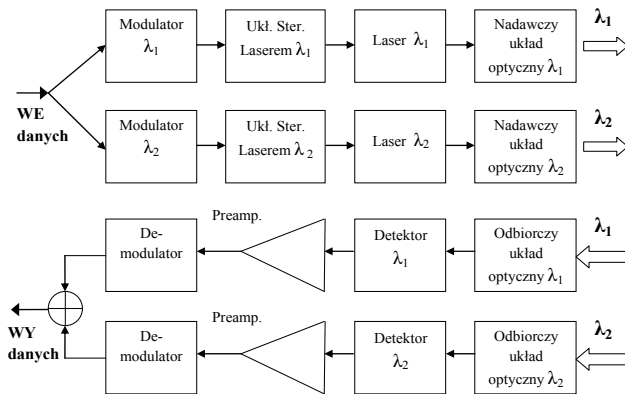 Modulator
λ1
Ukł. Ster.
Laserem λ1
Laser λ1
Nadawczy
układ
optyczny λ1
λ1
WE
danych
Modulator
λ2
Ukł. Ster.
Laserem λ2
Laser λ2
Nadawczy
układ
optyczny λ2
λ2
De-
modulator
Preamp.
Detektor
λ1
Odbiorczy
układ
optyczny λ1
λ1
WY
danych
De-
modulator
Preamp.
Detektor
λ2
Odbiorczy
układ
optyczny λ2
λ2